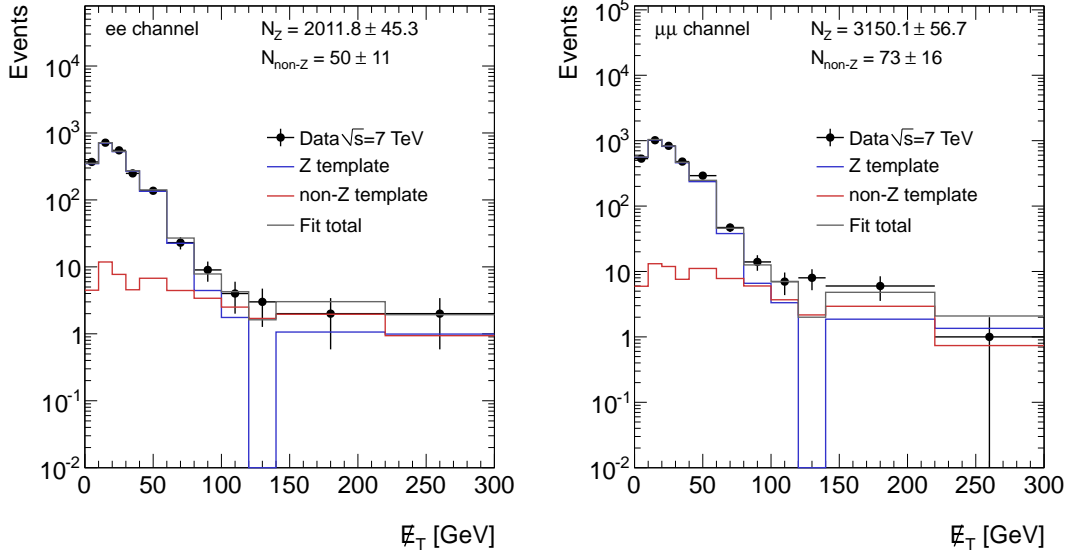 Events
ee channel
N_Z = 2011.8 ± 45.3
N_non-Z = 50 ± 11
Data √s=7 TeV
Z template
non-Z template
Fit total
10^4
10^3
10^2
10
1
10^-1
10^-2
0 50 100 150 200 250 300
E̸_T [GeV]
Events
μμ channel
N_Z = 3150.1 ± 56.7
N_non-Z = 73 ± 16
Data √s=7 TeV
Z template
non-Z template
Fit total
10^5
10^4
10^3
10^2
10
1
10^-1
10^-2
0 50 100 150 200 250 300
E̸_T [GeV]